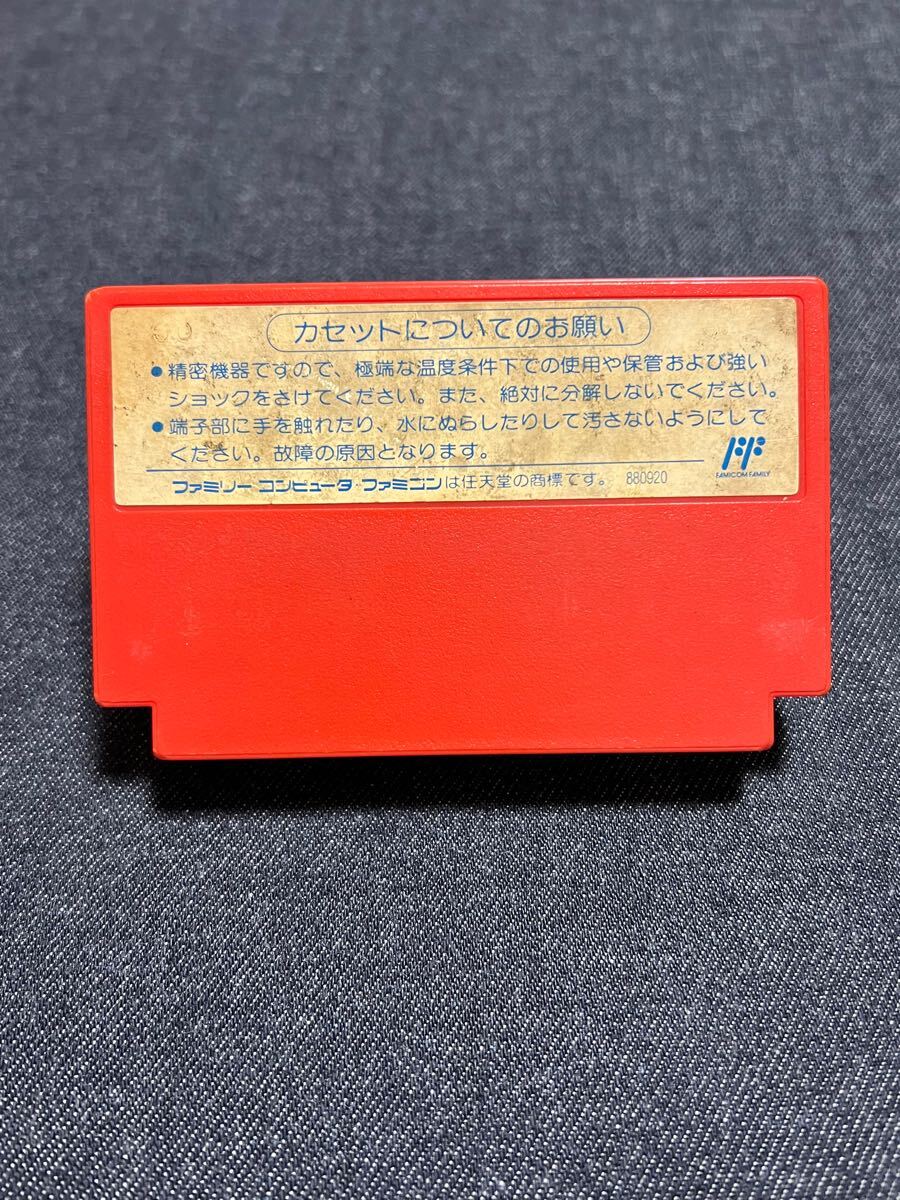 カセットについてのお願い
●精密機器ですので、極端な温度条件下での使用や保管および強い
ショックをさけてください。また、絶対に分解しないでください。
●端子部に手を触れたり、水にぬらしたりして汚さないようにして
ください。故障の原因となります。
FAMICOM FAMILY
ファミリーコンピュータ・ファミコンは任天堂の商標です。 880920